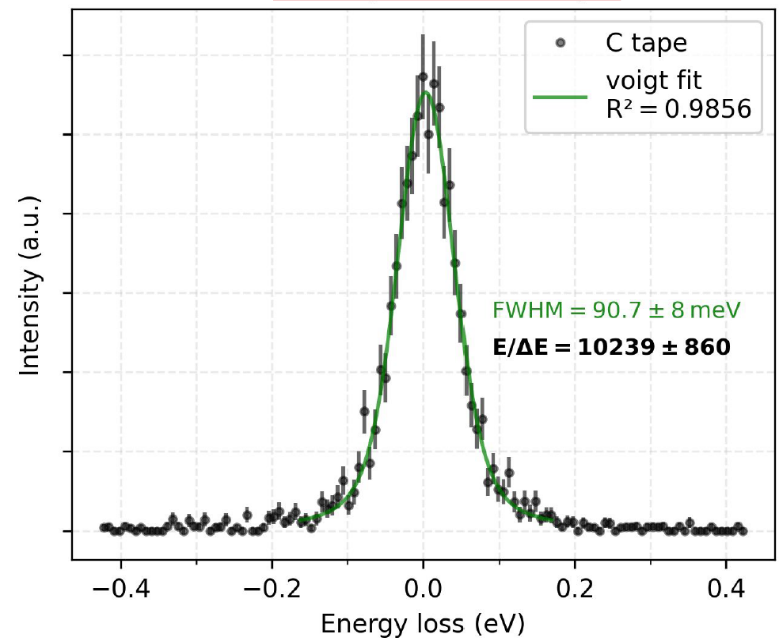 C tape
voigt fit
R² = 0.9856
FWHM = 90.7 ± 8 meV
E/ΔE = 10239 ± 860
Intensity (a.u.)
−0.4 −0.2 0.0 0.2 0.4
Energy loss (eV)